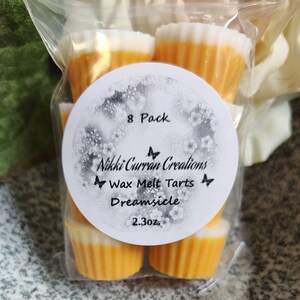 8 Pack
Nikki Curran Creations
Wax Melt Tarts
Dreamsicle
2.3oz.